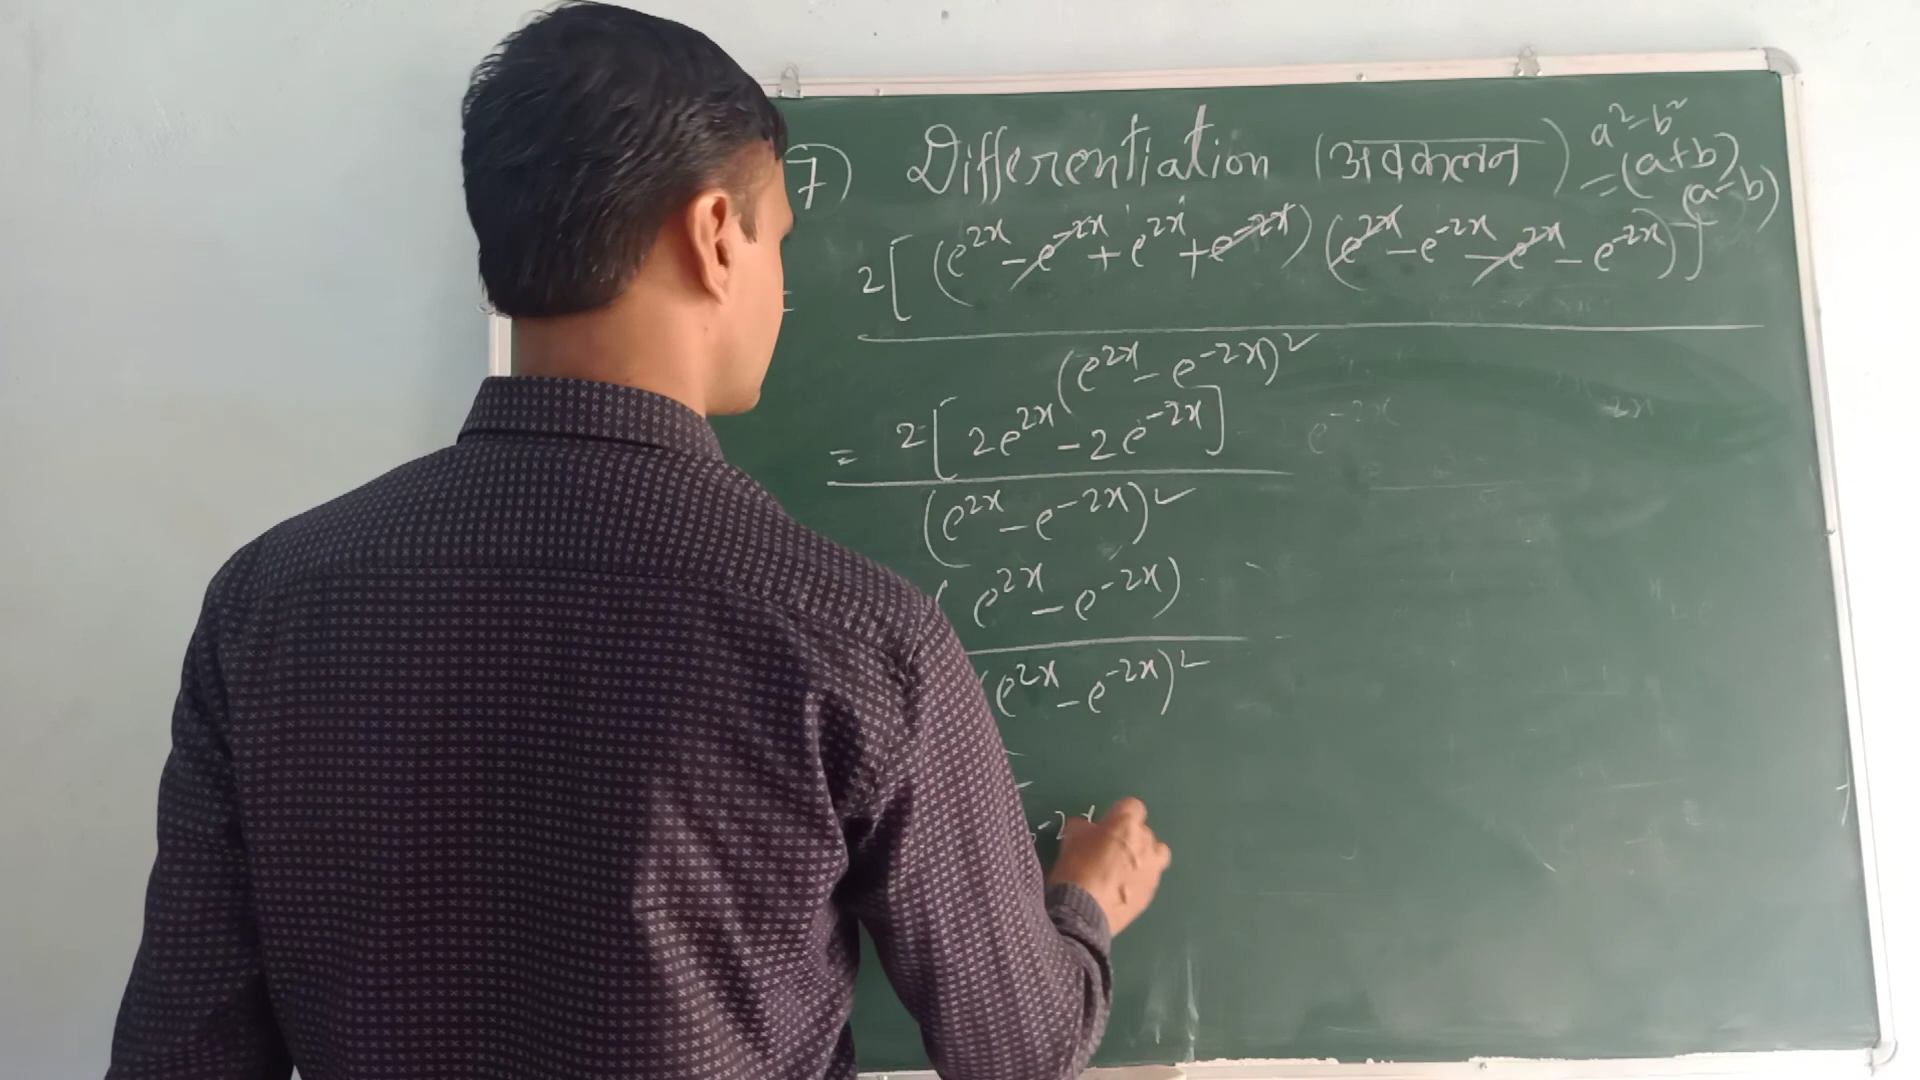 7) Differentiation (अवकलन) a²-b²
=(a+b)
(a-b)
2[(e^2x - e^-2x + e^2x + e^-2x) (e^2x - e^-2x - e^2x - e^-2x)]
(e^2x - e^-2x)²
= 2[2e^2x - 2e^-2x]
(e^2x - e^-2x)²
(e^2x - e^-2x)
(e^2x - e^-2x)²
-2x